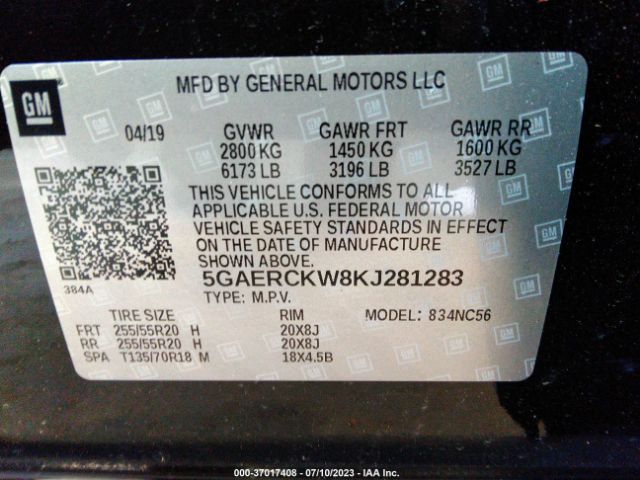 MFD BY GENERAL MOTORS LLC
GM
04/19 GVWR GAWR FRT GAWR RR
2800 KG 1450 KG 1600 KG
6173 LB 3196 LB 3527 LB
THIS VEHICLE CONFORMS TO ALL
APPLICABLE U.S. FEDERAL MOTOR
VEHICLE SAFETY STANDARDS IN EFFECT
ON THE DATE OF MANUFACTURE
SHOWN ABOVE.
384A
5GAERCKW8KJ281283
TYPE: M.P.V.
TIRE SIZE RIM MODEL: 834NC56
FRT 255/55R20 H 20X8J
RR 255/55R20 H 20X8J
SPA T135/70R18 M 18X4.5B
000-37017408 - 07/10/2023 - IAA Inc.